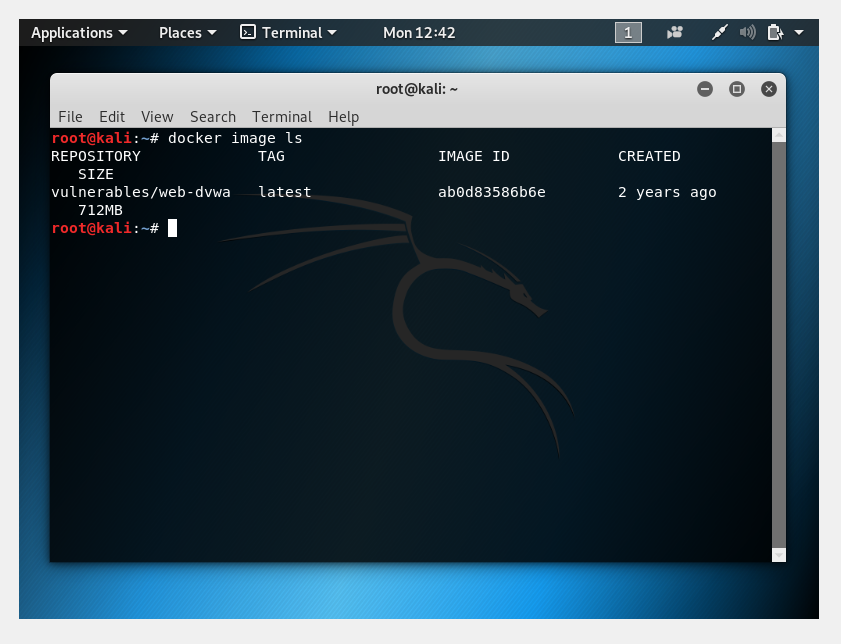 Applications Places Terminal Mon 12:42 1
root@kali: ~
File Edit View Search Terminal Help
root@kali:~# docker image ls
REPOSITORY TAG IMAGE ID CREATED
SIZE
vulnerables/web-dvwa latest ab0d83586b6e 2 years ago
712MB
root@kali:~#